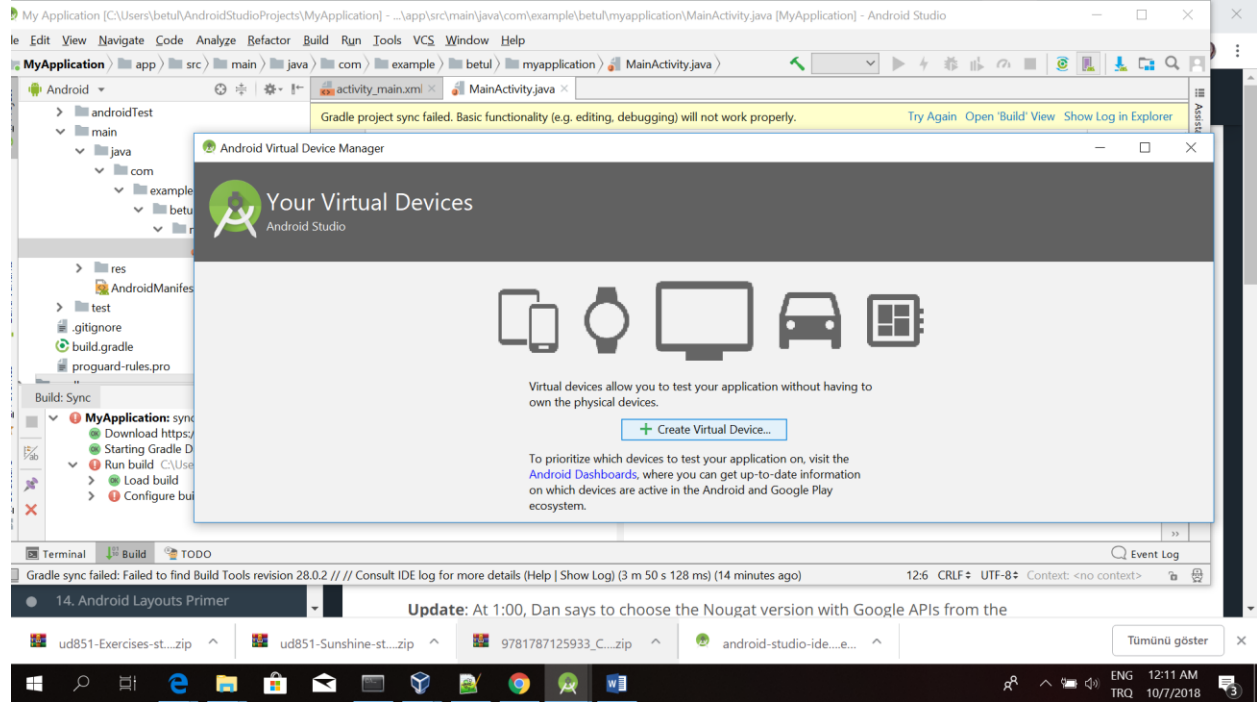 My Application [C:\Users\betul\AndroidStudioProjects\MyApplication] - ...\app\src\main\java\com\example\betul\myapplication\MainActivity.java [MyApplication] - Android Studio
Edit View Navigate Code Analyze Refactor Build Run Tools VCS Window Help
MyApplication app src main java com example betul myapplication MainActivity.java
Android activity_main.xml MainActivity.java
androidTest
Gradle project sync failed. Basic functionality (e.g. editing, debugging) will not work properly. Try Again Open 'Build' View Show Log in Explorer
main
java
com
example
betu
res
AndroidManifes
test
.gitignore
build.gradle
proguard-rules.pro
Android Virtual Device Manager
Your Virtual Devices
Android Studio
Virtual devices allow you to test your application without having to
own the physical devices.
Create Virtual Device...
To prioritize which devices to test your application on, visit the
Android Dashboards, where you can get up-to-date information
on which devices are active in the Android and Google Play
ecosystem.
Build: Sync
MyApplication: sync
Download https:/
Starting Gradle D
Run build C:\Use
Load build
Configure bui
Terminal Build TODO Event Log
Gradle sync failed: Failed to find Build Tools revision 28.0.2 // // Consult IDE log for more details (Help | Show Log) (3 m 50 s 128 ms) (14 minutes ago) 12:6 CRLF UTF-8 Context: <no context>
14. Android Layouts Primer
Update: At 1:00, Dan says to choose the Nougat version with Google APIs from the
ud851-Exercises-st....zip ud851-Sunshine-st....zip 9781787125933_C....zip android-studio-ide....e... Tümünü göster
ENG 12:11 AM
TRQ 10/7/2018
3